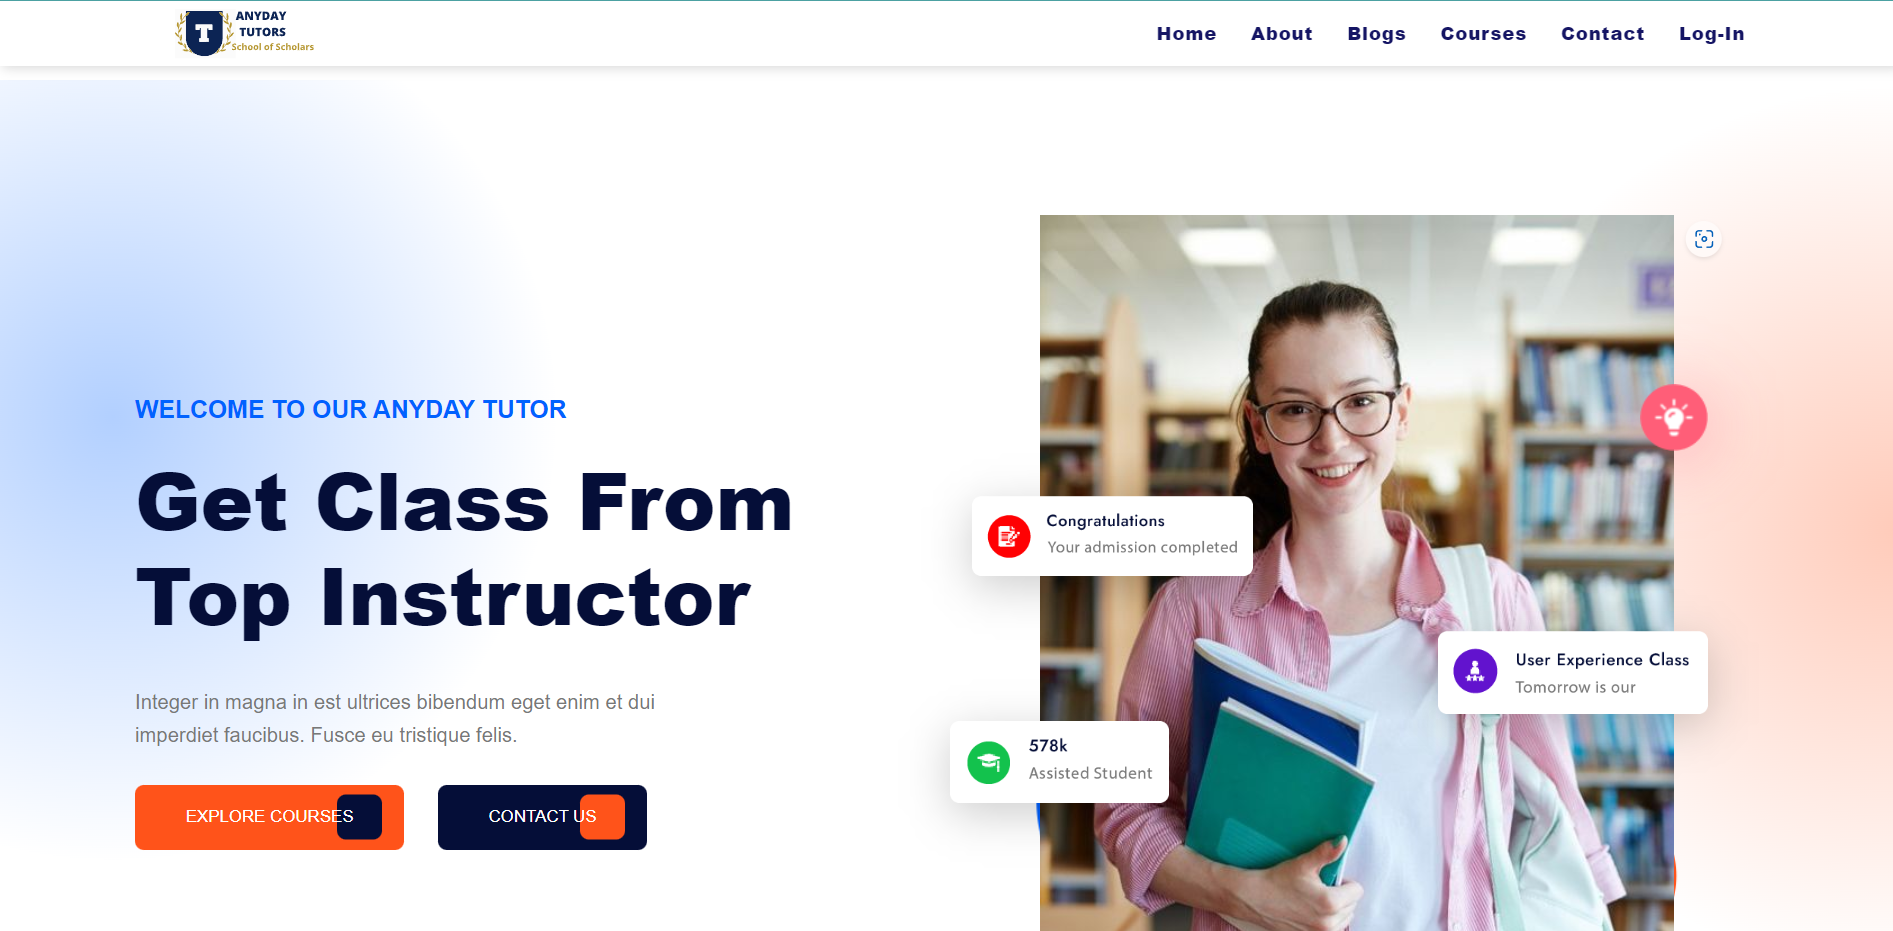 T
ANYDAY
TUTORS
School of Scholars
Home About Blogs Courses Contact Log-In
WELCOME TO OUR ANYDAY TUTOR
Get Class From
Top Instructor
Integer in magna in est ultrices bibendum eget enim et dui
imperdiet faucibus. Fusce eu tristique felis.
EXPLORE COURSES
CONTACT US
Congratulations
Your admission completed
User Experience Class
Tomorrow is our
578k
Assisted Student